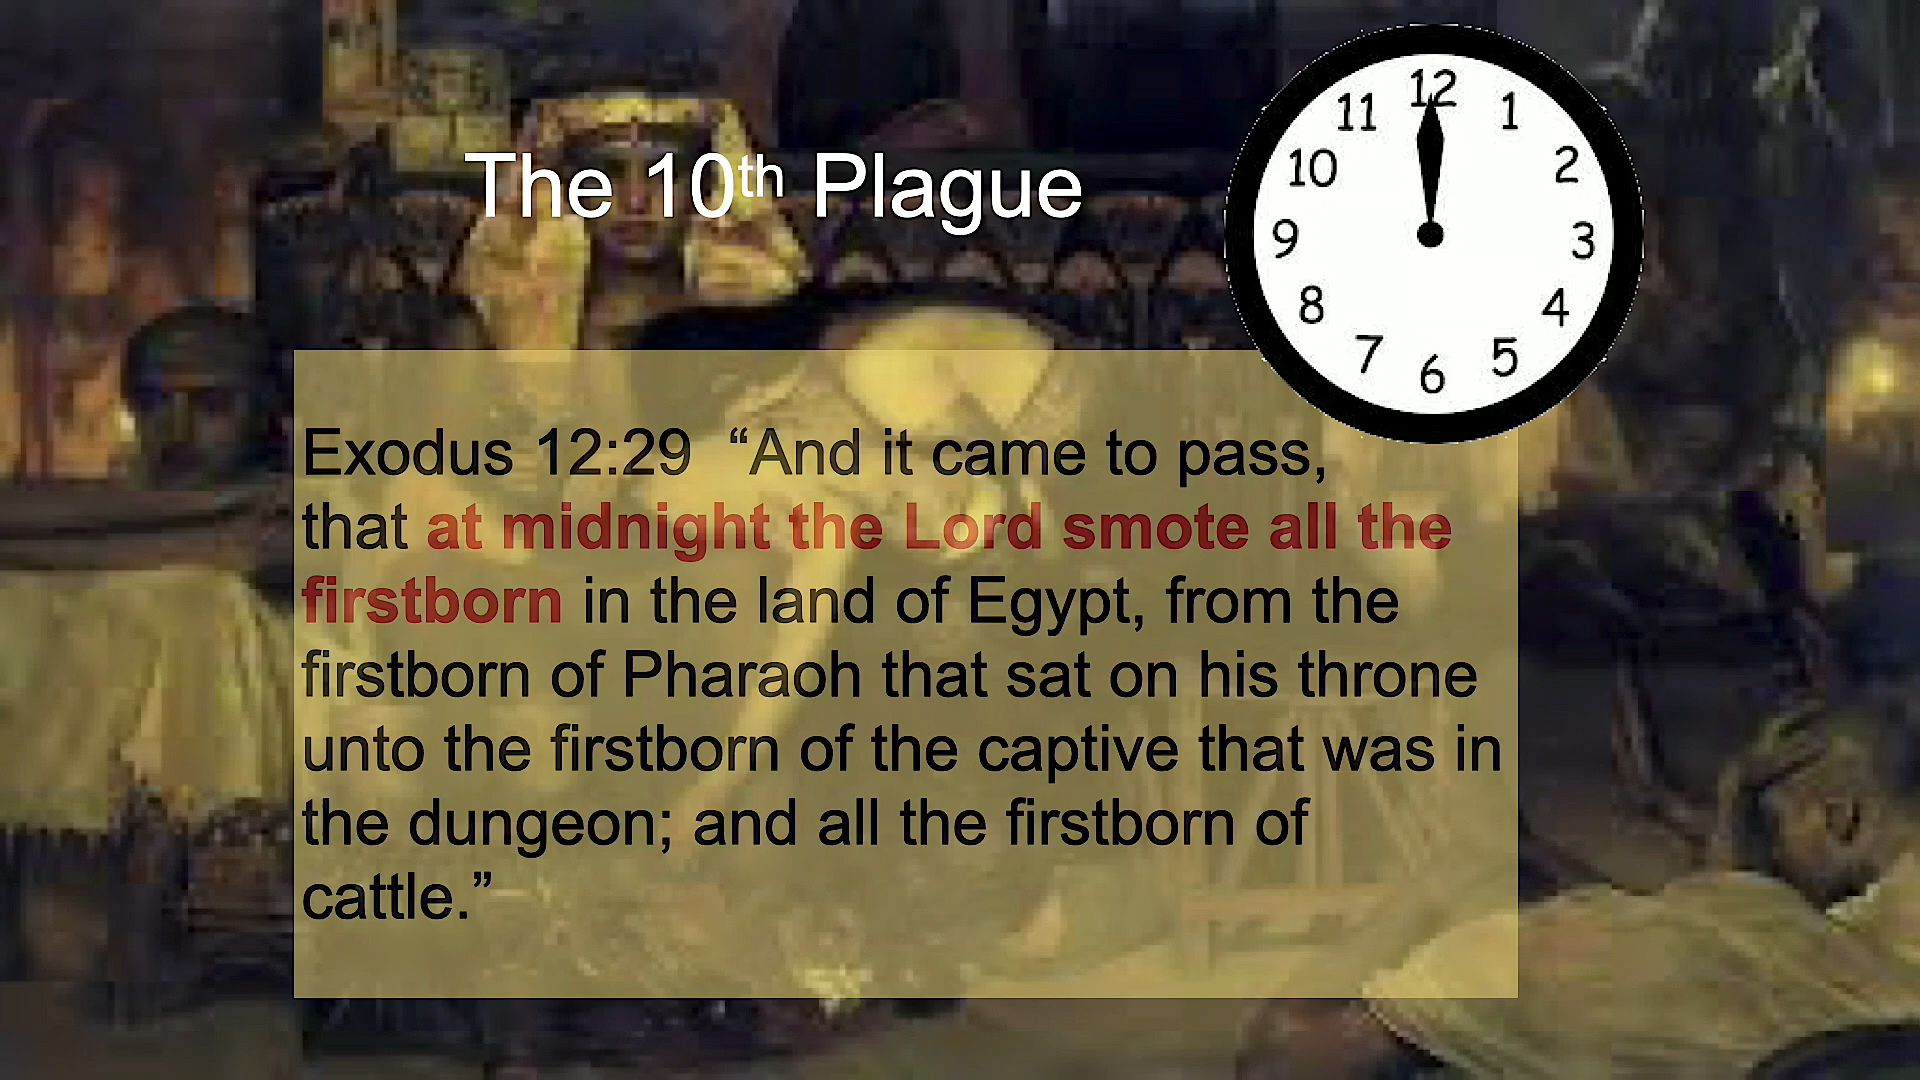 The 10th Plague
12
11
1
10
2
9
3
8
4
7
5
6
Exodus 12:29  “And it came to pass,
that at midnight the Lord smote all the
firstborn in the land of Egypt, from the
firstborn of Pharaoh that sat on his throne
unto the firstborn of the captive that was in
the dungeon; and all the firstborn of
cattle.”